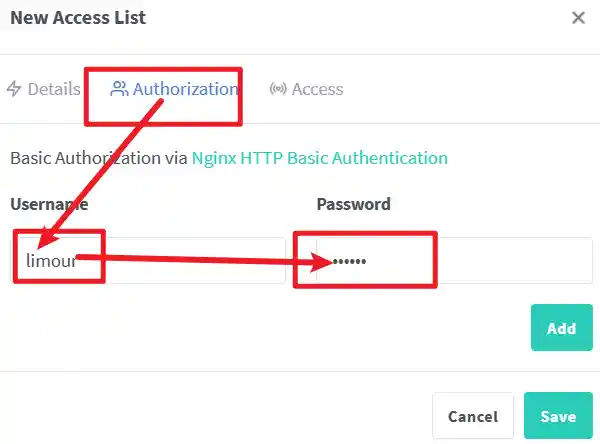 New Access List
Details Authorization Access
Basic Authorization via Nginx HTTP Basic Authentication
Username Password
limour ••••••
Add
Cancel Save